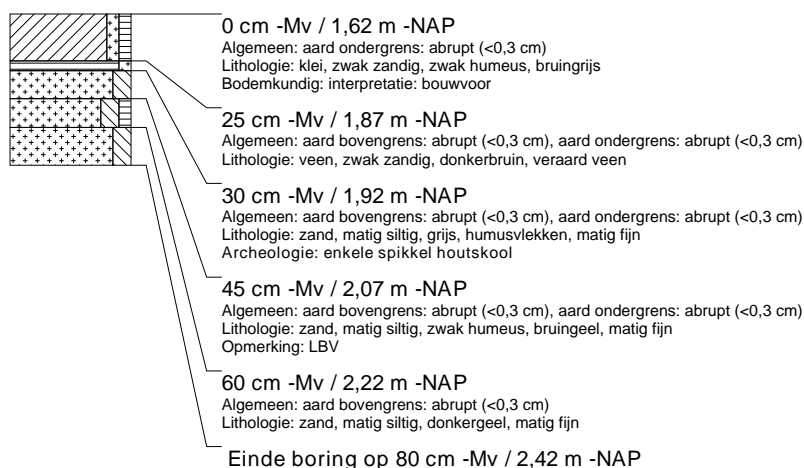 0 cm -Mv / 1,62 m -NAP
Algemeen: aard ondergrens: abrupt (<0,3 cm)
Lithologie: klei, zwak zandig, zwak humeus, bruingrijs
Bodemkundig: interpretatie: bouwvoor
25 cm -Mv / 1,87 m -NAP
Algemeen: aard bovengrens: abrupt (<0,3 cm), aard ondergrens: abrupt (<0,3 cm)
Lithologie: veen, zwak zandig, donkerbruin, veraard veen
30 cm -Mv / 1,92 m -NAP
Algemeen: aard bovengrens: abrupt (<0,3 cm), aard ondergrens: abrupt (<0,3 cm)
Lithologie: zand, matig siltig, grijs, humusvlekken, matig fijn
Archeologie: enkele spikkel houtskool
45 cm -Mv / 2,07 m -NAP
Algemeen: aard bovengrens: abrupt (<0,3 cm), aard ondergrens: abrupt (<0,3 cm)
Lithologie: zand, matig siltig, zwak humeus, bruingeel, matig fijn
Opmerking: LBV
60 cm -Mv / 2,22 m -NAP
Algemeen: aard bovengrens: abrupt (<0,3 cm)
Lithologie: zand, matig siltig, donkergeel, matig fijn
Einde boring op 80 cm -Mv / 2,42 m -NAP